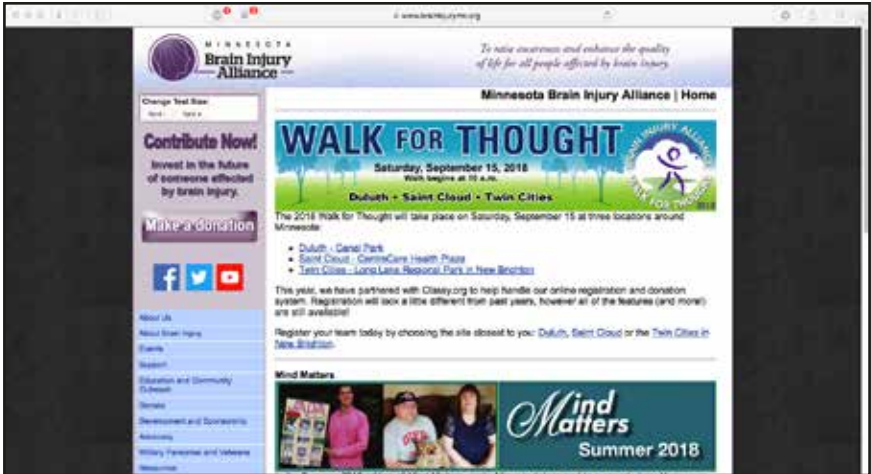 MINNESOTA
Brain Injury
Alliance
To raise awareness and enhance the quality
of life for all people affected by brain injury.
Change Text Size:
Contribute Now!
Invest in the future
of someone affected
by brain injury.
Make a donation
About Us
About Brain Injury
Events
Support
Education and Community
Outreach
Donate
Development and Sponsorship
Advocacy
Military Personnel and Veterans
Resources
Minnesota Brain Injury Alliance | Home
WALK FOR THOUGHT
Saturday, September 15, 2018
Walk begins at 10 a.m.
Duluth • Saint Cloud • Twin Cities
BRAIN INJURY ALLIANCE
WALK FOR THOUGHT
2018
The 2018 Walk for Thought will take place on Saturday, September 15 at three locations around
Minnesota:
Duluth - Canal Park
Saint Cloud - CentraCare Health Plaza
Twin Cities - Long Lake Regional Park in New Brighton
This year, we have partnered with Classy.org to help handle our online registration and donation
system. Registration will look a little different from past years, however all of the features (and more!)
are still available!
Register your team today by choosing the site closest to you: Duluth, Saint Cloud or the Twin Cities in
New Brighton.
Mind Matters
Mind
Matters
Summer 2018